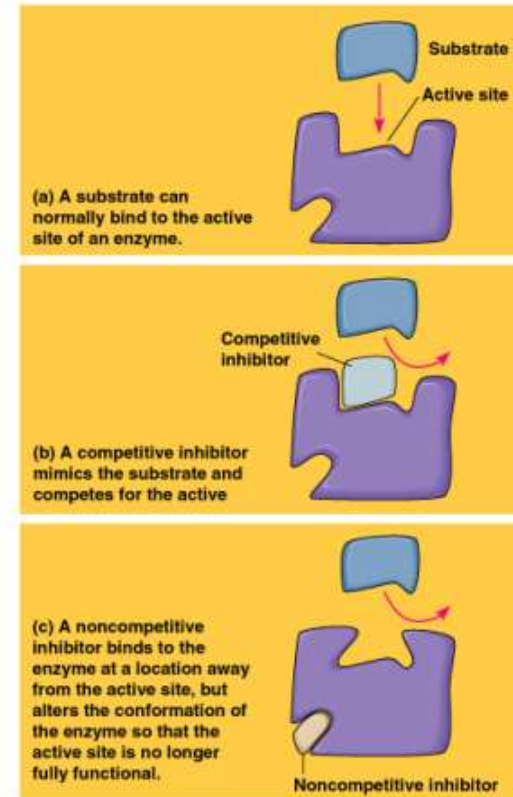 Substrate
Active site
(a) A substrate can
normally bind to the active
site of an enzyme.
Competitive
inhibitor
(b) A competitive inhibitor
mimics the substrate and
competes for the active
(c) A noncompetitive
inhibitor binds to the
enzyme at a location away
from the active site, but
alters the conformation of
the enzyme so that the
active site is no longer
fully functional.
Noncompetitive inhibitor